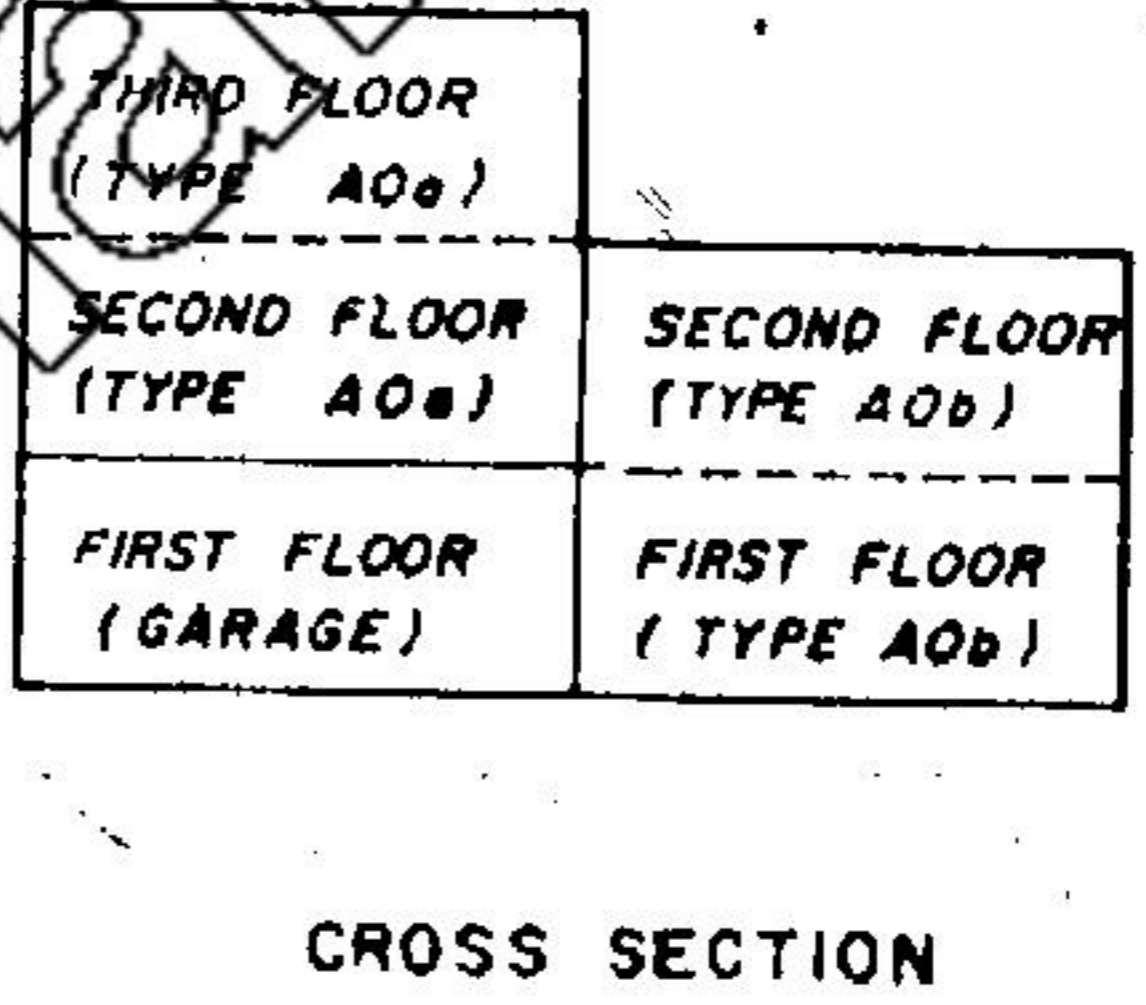 THIRD FLOOR
(TYPE AOa)
SECOND FLOOR
(TYPE AOa)
SECOND FLOOR
(TYPE AOb)
FIRST FLOOR
(GARAGE)
FIRST FLOOR
(TYPE AOb)
CROSS SECTION